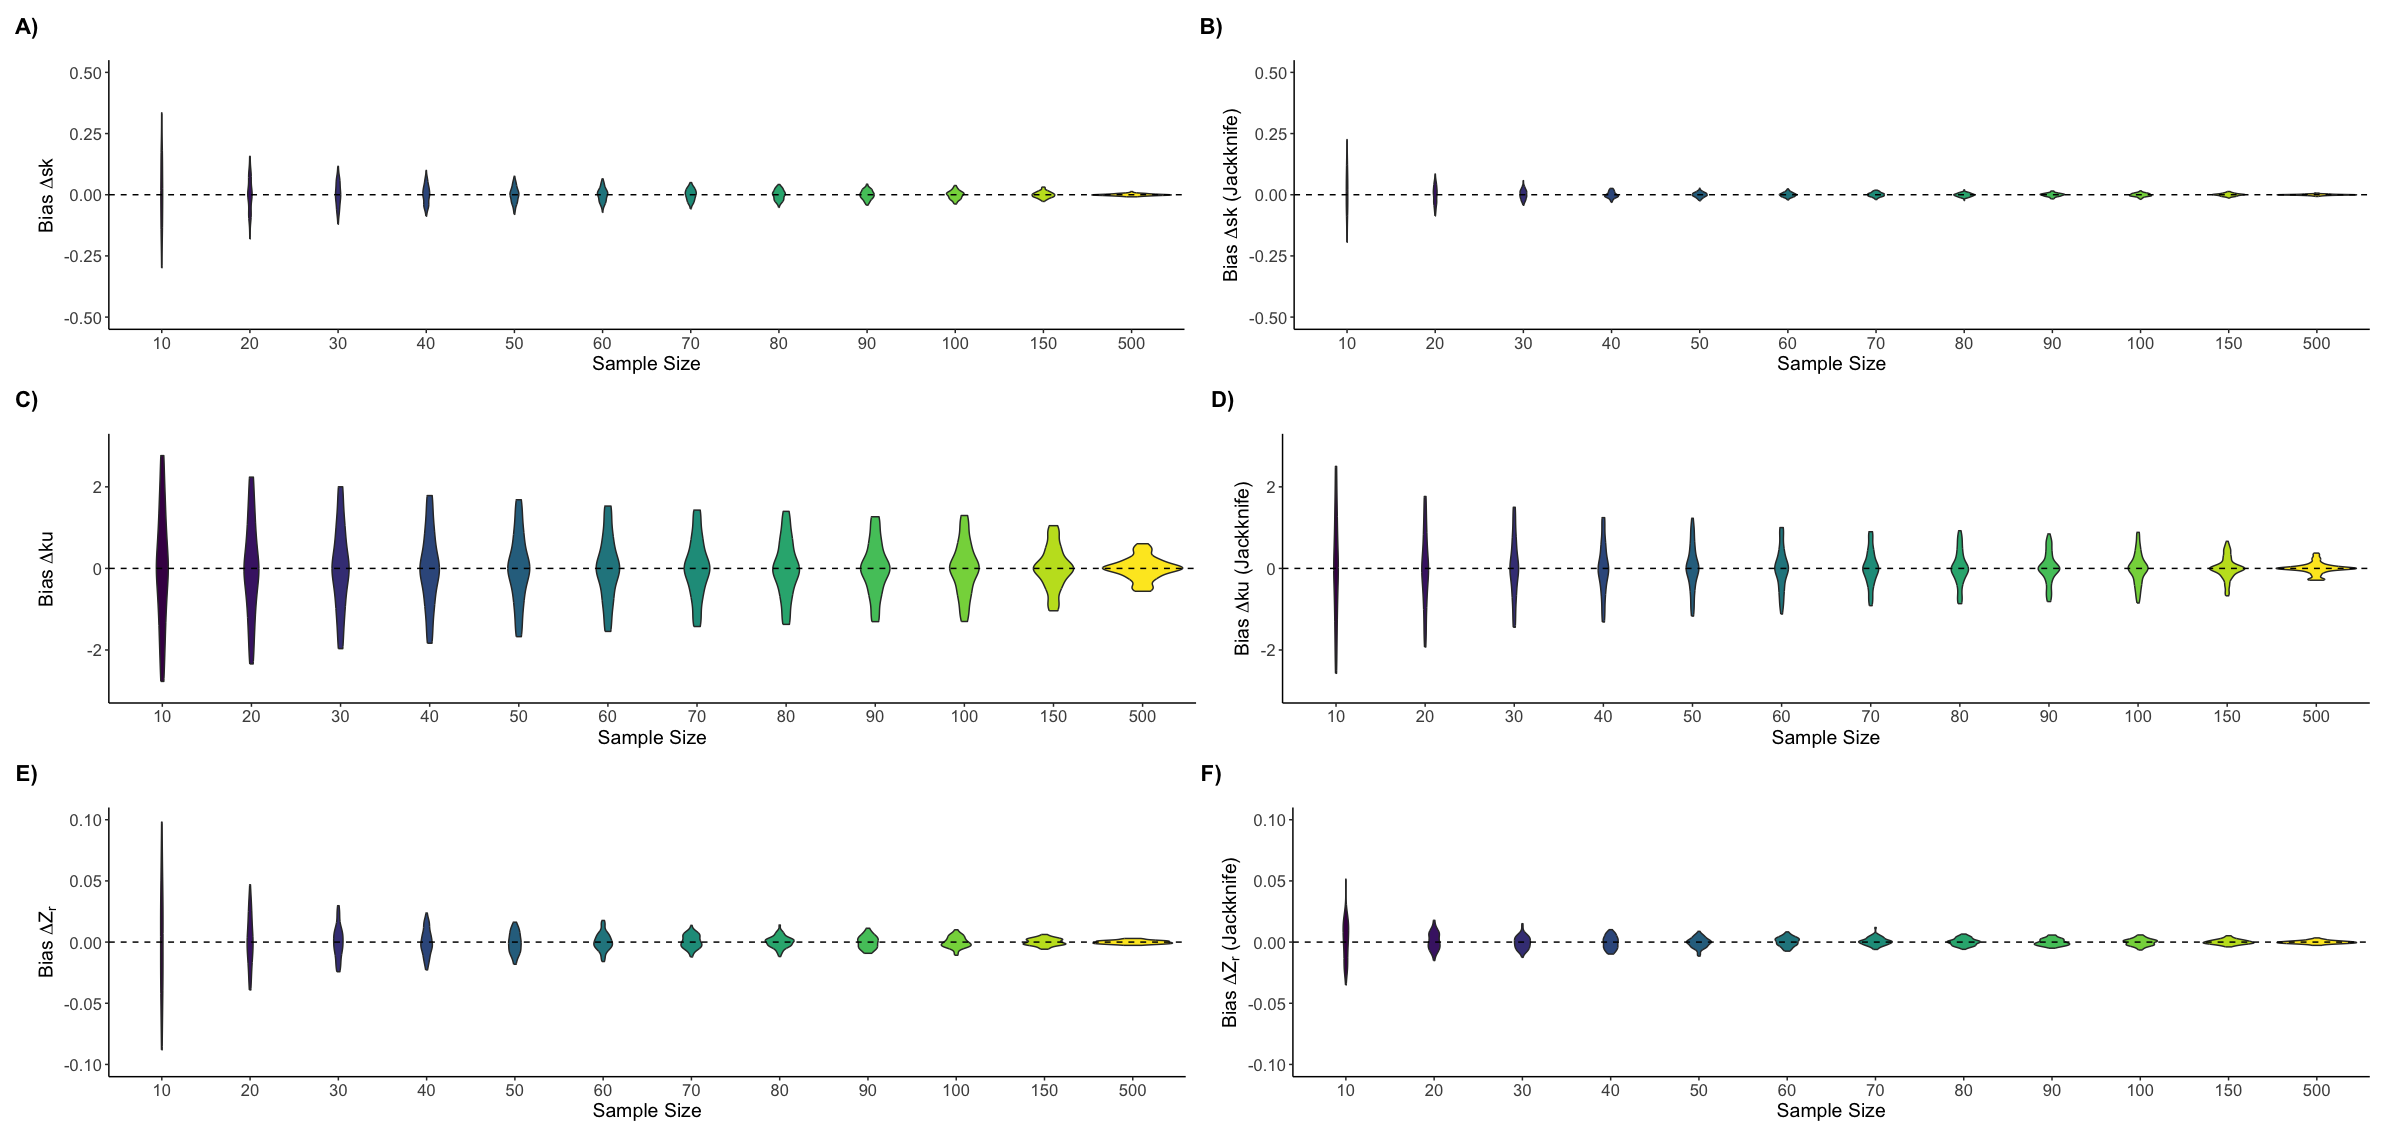 A)
Bias Δsk
0.50
0.25
0.00
-0.25
-0.50
10 20 30 40 50 60 70 80 90 100 150 500
Sample Size
B)
Bias Δsk (Jackknife)
0.50
0.25
0.00
-0.25
-0.50
10 20 30 40 50 60 70 80 90 100 150 500
Sample Size
C)
Bias Δku
2
0
-2
10 20 30 40 50 60 70 80 90 100 150 500
Sample Size
D)
Bias Δku (Jackknife)
2
0
-2
10 20 30 40 50 60 70 80 90 100 150 500
Sample Size
E)
Bias ΔZr
0.10
0.05
0.00
-0.05
-0.10
10 20 30 40 50 60 70 80 90 100 150 500
Sample Size
F)
Bias ΔZr (Jackknife)
0.10
0.05
0.00
-0.05
-0.10
10 20 30 40 50 60 70 80 90 100 150 500
Sample Size